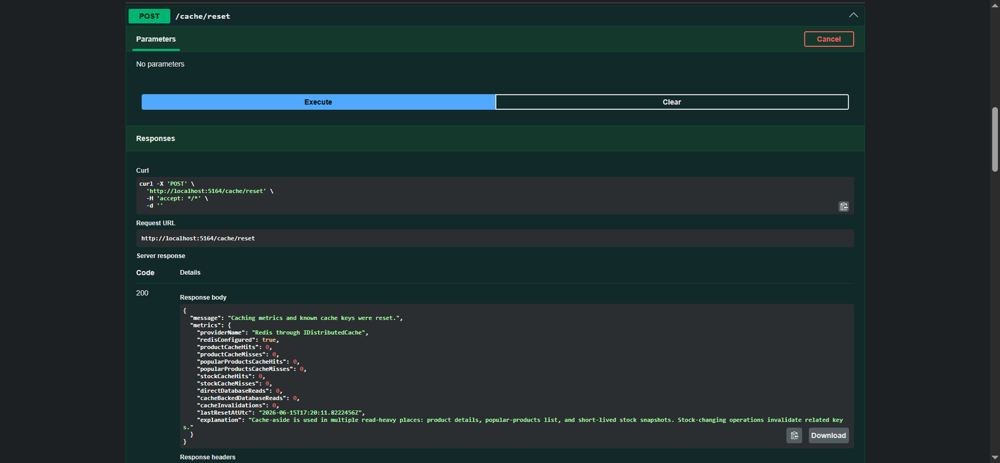 POST /cache/reset
Parameters
Cancel
No parameters
Execute
Clear
Responses
Curl
curl -X 'POST' \
  'http://localhost:5164/cache/reset' \
  -H 'accept: */*' \
  -d ''
Request URL
http://localhost:5164/cache/reset
Server response
Code Details
200
Response body
{
  "message": "Caching metrics and known cache keys were reset.",
  "metrics": {
    "providerName": "Redis through IDistributedCache",
    "redisConfigured": true,
    "productCacheHits": 0,
    "productCacheMisses": 0,
    "popularProductsCacheHits": 0,
    "popularProductsCacheMisses": 0,
    "stockCacheHits": 0,
    "stockCacheMisses": 0,
    "directDatabaseReads": 0,
    "cacheBackedDatabaseReads": 0,
    "cacheInvalidations": 0,
    "lastResetAtUtc": "2026-06-15T17:20:11.8222456Z",
    "explanation": "Cache-aside is used in multiple read-heavy places: product details, popular-products list, and short-lived stock snapshots. Stock-changing operations invalidate related key
s."
  }
}
Download
Response headers